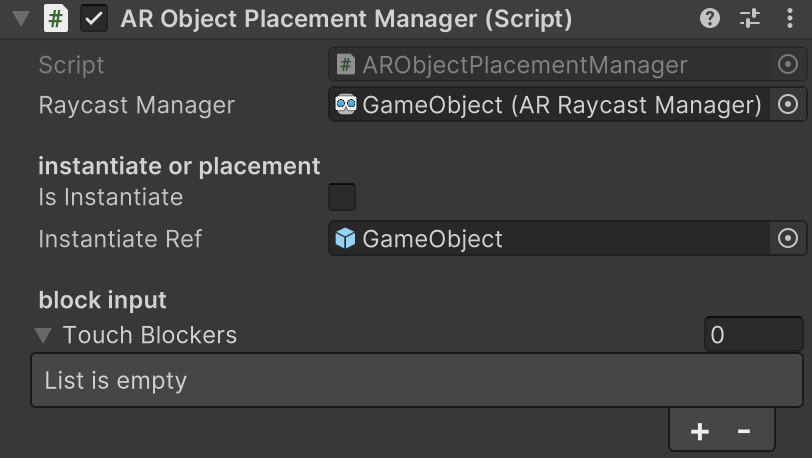 AR Object Placement Manager (Script)
Script
ARObjectPlacementManager
Raycast Manager
GameObject (AR Raycast Manager)
instantiate or placement
Is Instantiate
Instantiate Ref
GameObject
block input
Touch Blockers
0
List is empty
+ -